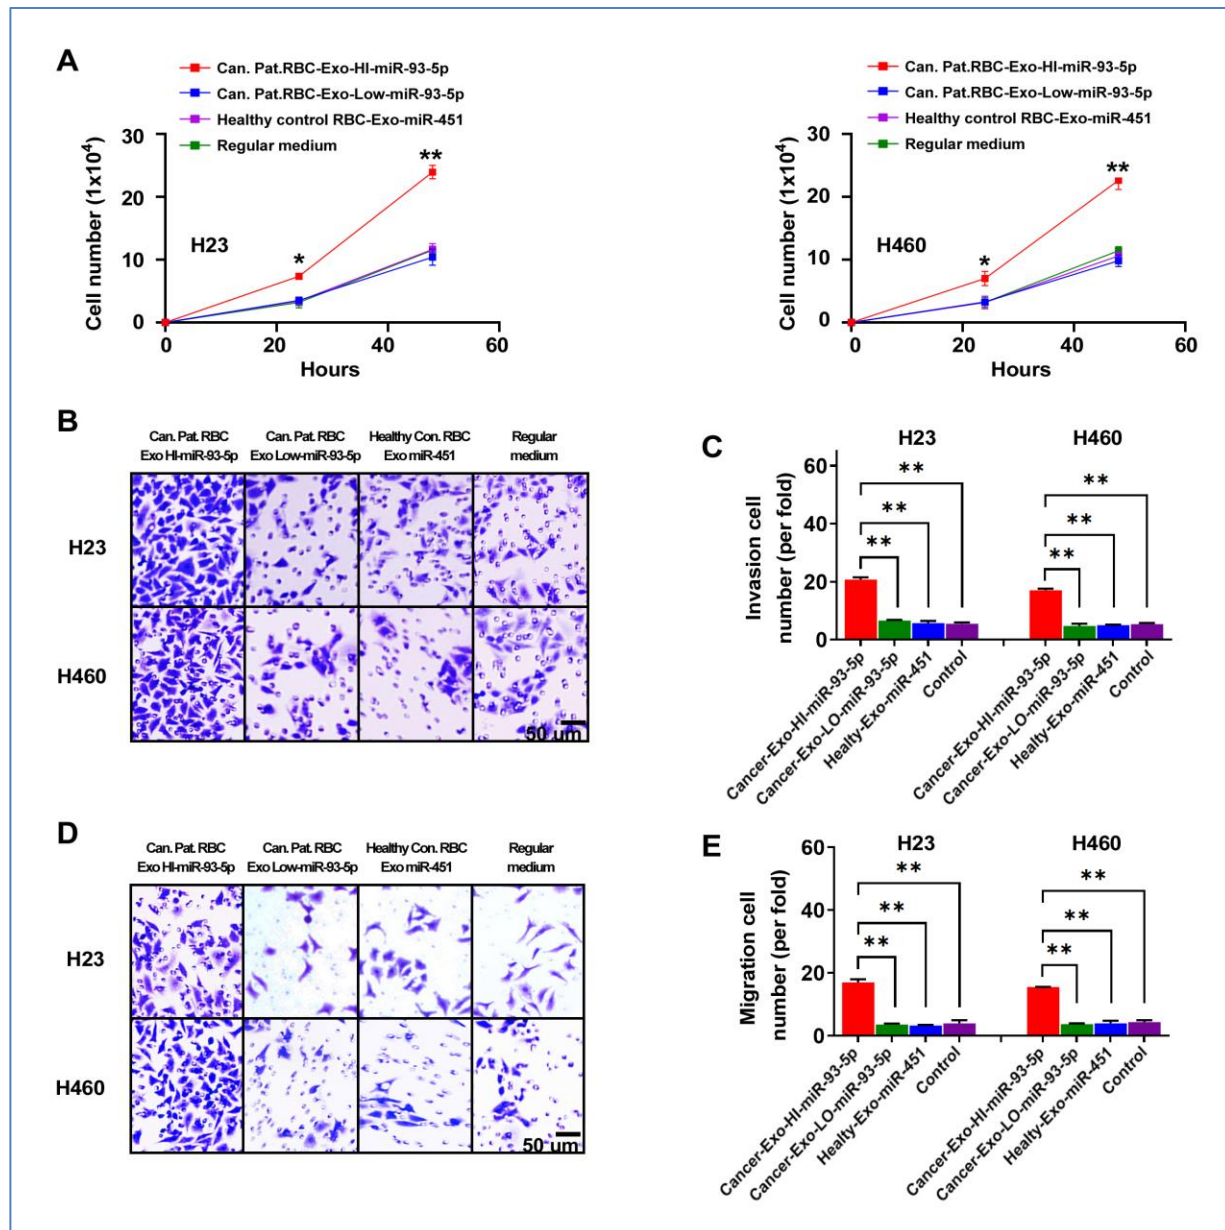 A
Can. Pat.RBC-Exo-HI-miR-93-5p
Can. Pat.RBC-Exo-Low-miR-93-5p
Healthy control RBC-Exo-miR-451
Regular medium
30
20
10
0
Cell number (1x10⁴)
H23
*
**
0
20
40
60
Hours
Can. Pat.RBC-Exo-HI-miR-93-5p
Can. Pat.RBC-Exo-Low-miR-93-5p
Healthy control RBC-Exo-miR-451
Regular medium
30
20
10
0
Cell number (1x10⁴)
H460
*
**
0
20
40
60
Hours
B
Can. Pat. RBC
Exo HI-miR-93-5p
Can. Pat. RBC
Exo Low-miR-93-5p
Healthy Con. RBC
Exo miR-451
Regular
medium
H23
H460
50 um
C
H23
H460
60
40
20
0
Invasion cell
number (per fold)
**
**
**
**
**
**
Cancer-Exo-HI-miR-93-5p
Cancer-Exo-LO-miR-93-5p
Healty-Exo-miR-451
Control
Cancer-Exo-HI-miR-93-5p
Cancer-Exo-LO-miR-93-5p
Healty-Exo-miR-451
Control
D
Can. Pat. RBC
Exo HI-miR-93-5p
Can. Pat. RBC
Exo Low-miR-93-5p
Healthy Con. RBC
Exo miR-451
Regular
medium
H23
H460
50 um
E
H23
H460
60
40
20
0
Migration cell
number (per fold)
**
**
**
**
**
**
Cancer-Exo-HI-miR-93-5p
Cancer-Exo-LO-miR-93-5p
Healty-Exo-miR-451
Control
Cancer-Exo-HI-miR-93-5p
Cancer-Exo-LO-miR-93-5p
Healty-Exo-miR-451
Control